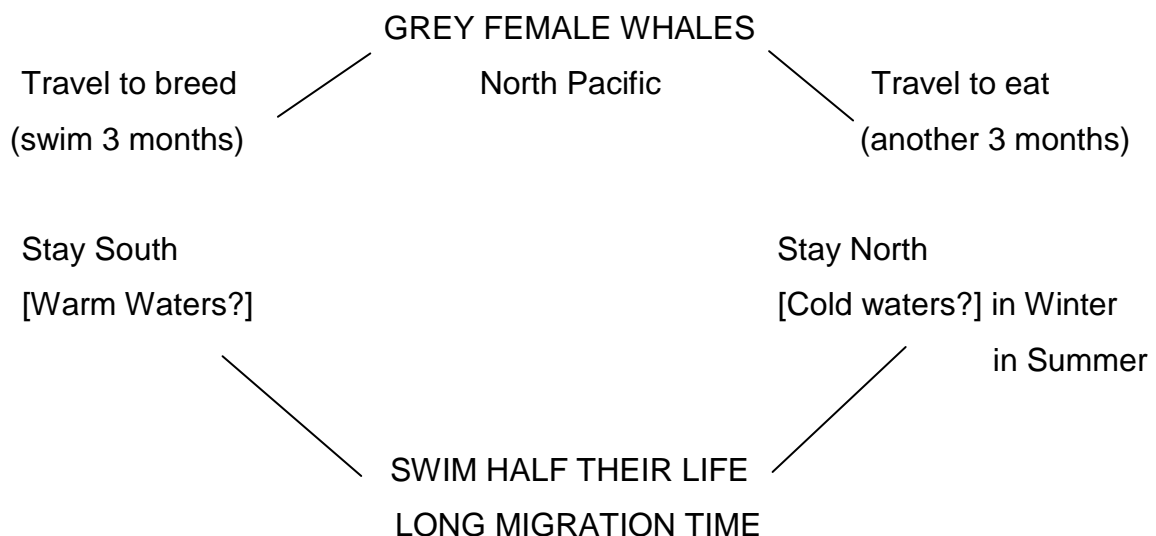 GREY FEMALE WHALES
Travel to breed North Pacific Travel to eat
(swim 3 months) (another 3 months)
Stay South Stay North
[Warm Waters?] [Cold waters?] in Winter
in Summer
SWIM HALF THEIR LIFE
LONG MIGRATION TIME